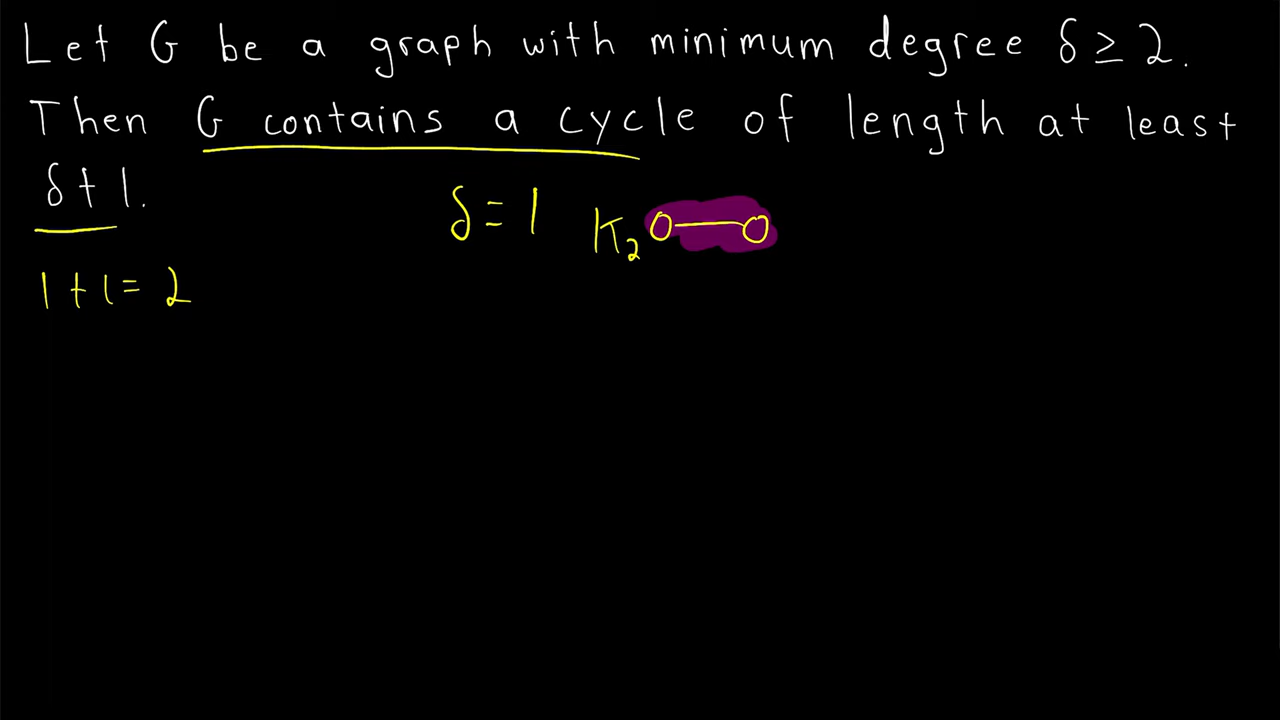 Let G be a graph with minimum degree δ ≥ 2.
Then G contains a cycle of length at least
δ + 1.
δ = 1 K₂
1 + 1 = 2